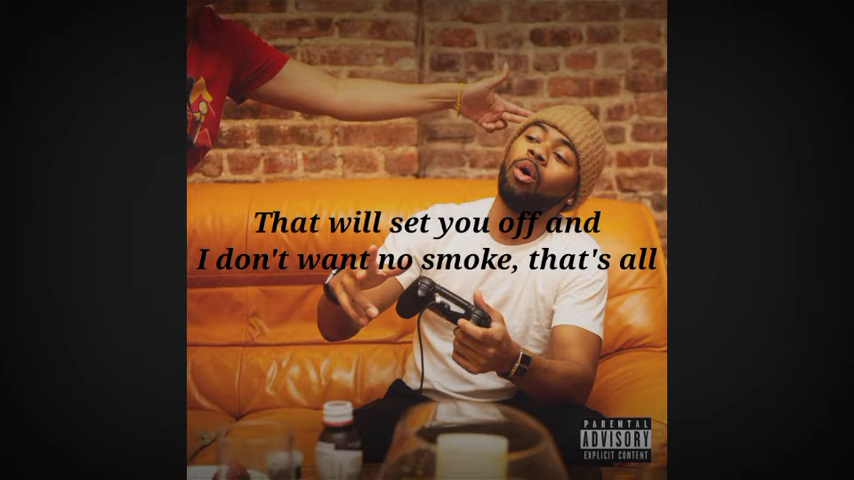 That will set you off and
I don't want no smoke, that's all
PARENTAL
ADVISORY
EXPLICIT CONTENT